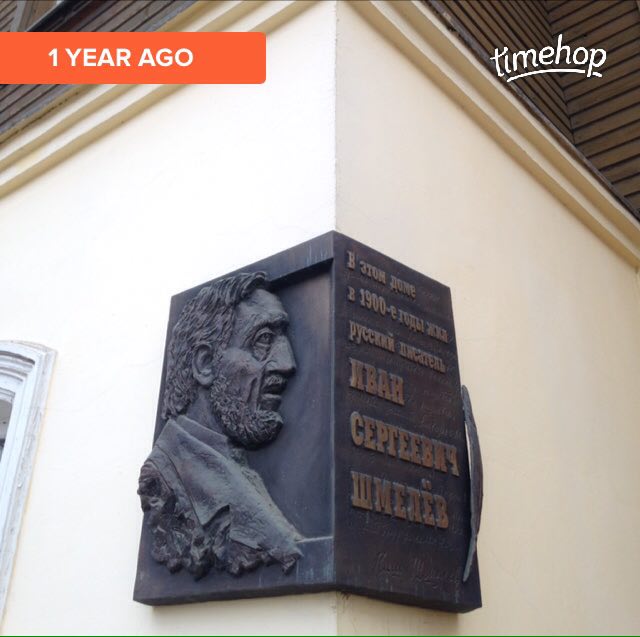 1 YEAR AGO
timehop
В этом доме
в 1900-е годы жил
русский писатель
ИВАН
СЕРГЕЕВИЧ
ШМЕЛЁВ